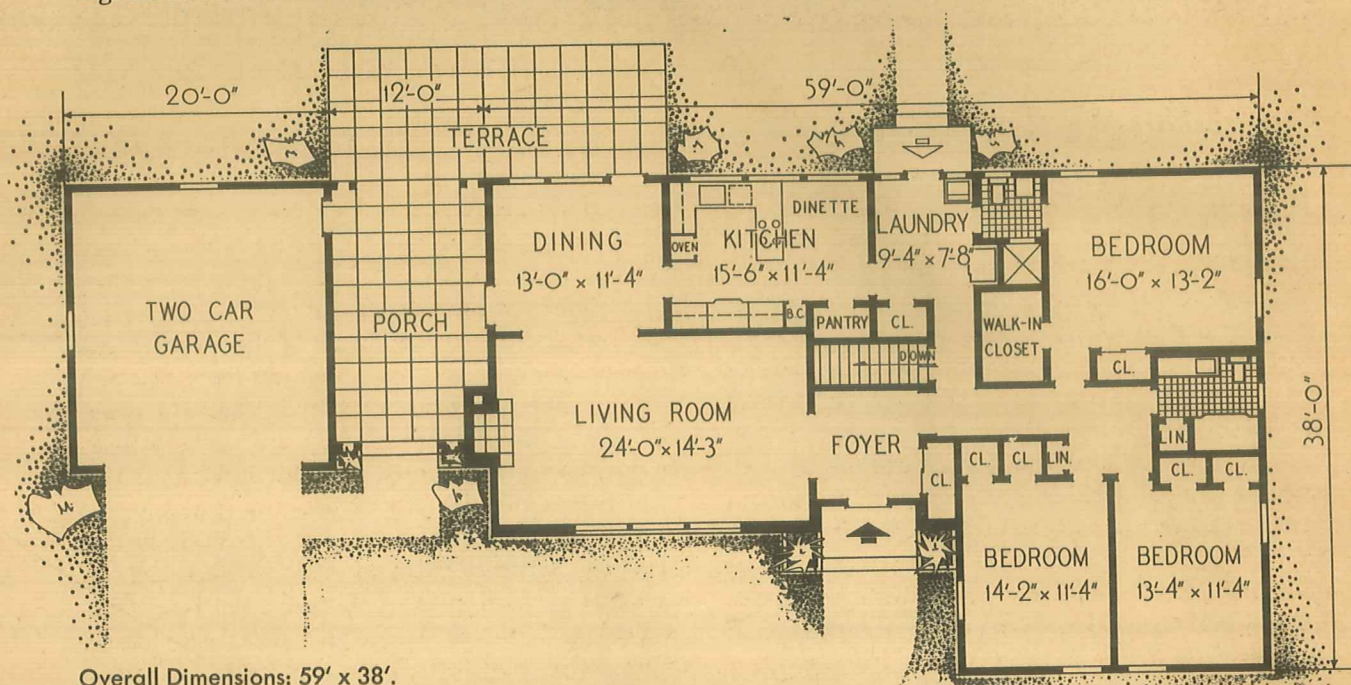 20'-0"
12'-0"
59'-0"
TERRACE
DINING
13'-0" × 11'-4"
OVEN
KITCHEN
15'-6" × 11'-4"
DINETTE
LAUNDRY
9'-4" × 7'-8"
BEDROOM
16'-0" × 13'-2"
TWO CAR
GARAGE
PORCH
B.C.
PANTRY
CL.
DOWN
WALK-IN
CLOSET
CL.
LIVING ROOM
24'-0" × 14'-3"
FOYER
CL.
CL.
CL.
LIN.
LIN.
CL.
CL.
38'-0"
BEDROOM
14'-2" × 11'-4"
BEDROOM
13'-4" × 11'-4"
Overall Dimensions: 59' x 38'.